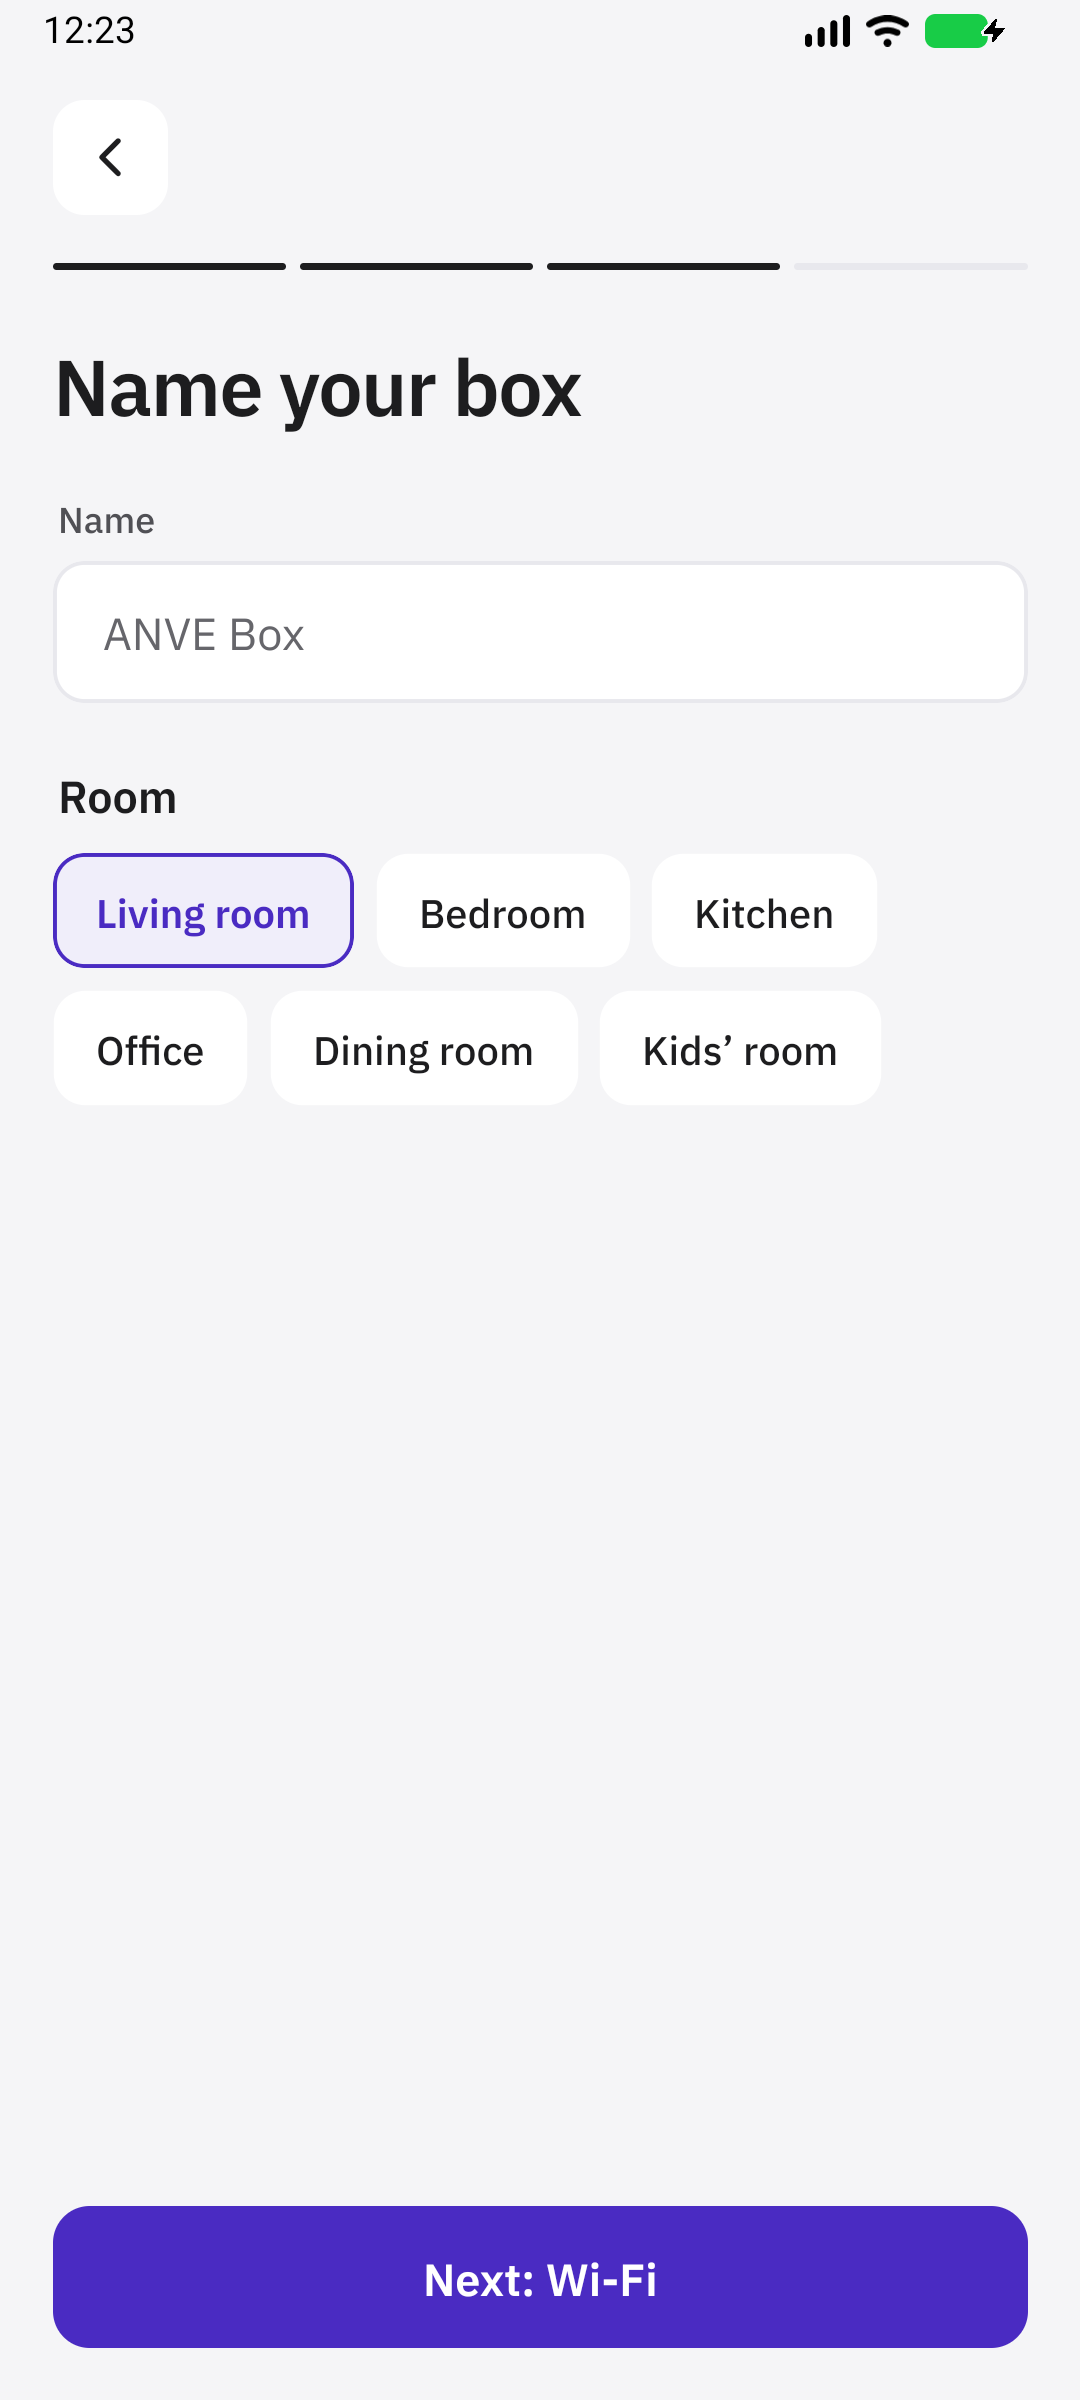 12:23
Name your box
Name
ANVE Box
Room
Living room
Bedroom
Kitchen
Office
Dining room
Kids’ room
Next: Wi-Fi